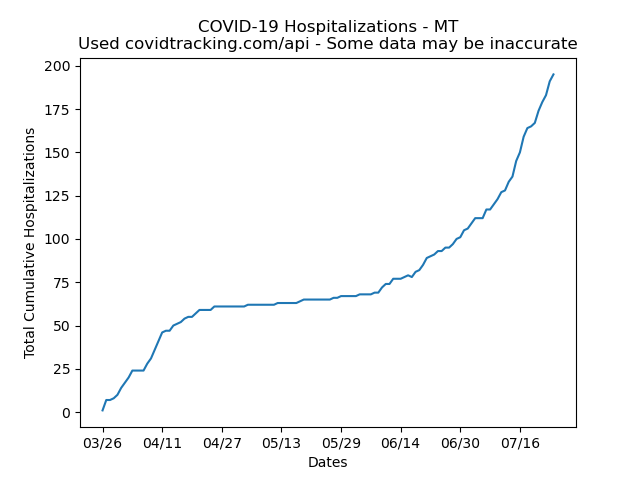 COVID-19 Hospitalizations - MT
Used covidtracking.com/api - Some data may be inaccurate
Total Cumulative Hospitalizations
200
175
150
125
100
75
50
25
0
03/26 04/11 04/27 05/13 05/29 06/14 06/30 07/16
Dates